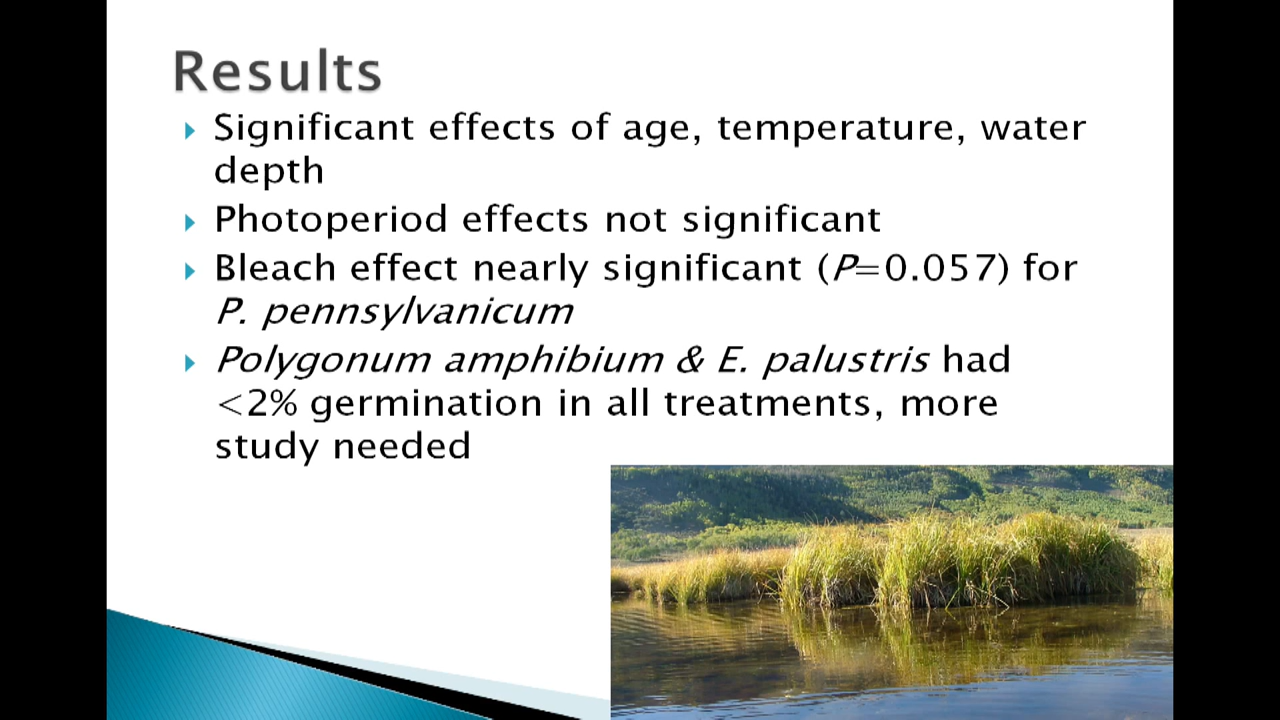 Results
Significant effects of age, temperature, water
depth
Photoperiod effects not significant
Bleach effect nearly significant (P=0.057) for
P. pennsylvanicum
Polygonum amphibium & E. palustris had
<2% germination in all treatments, more
study needed